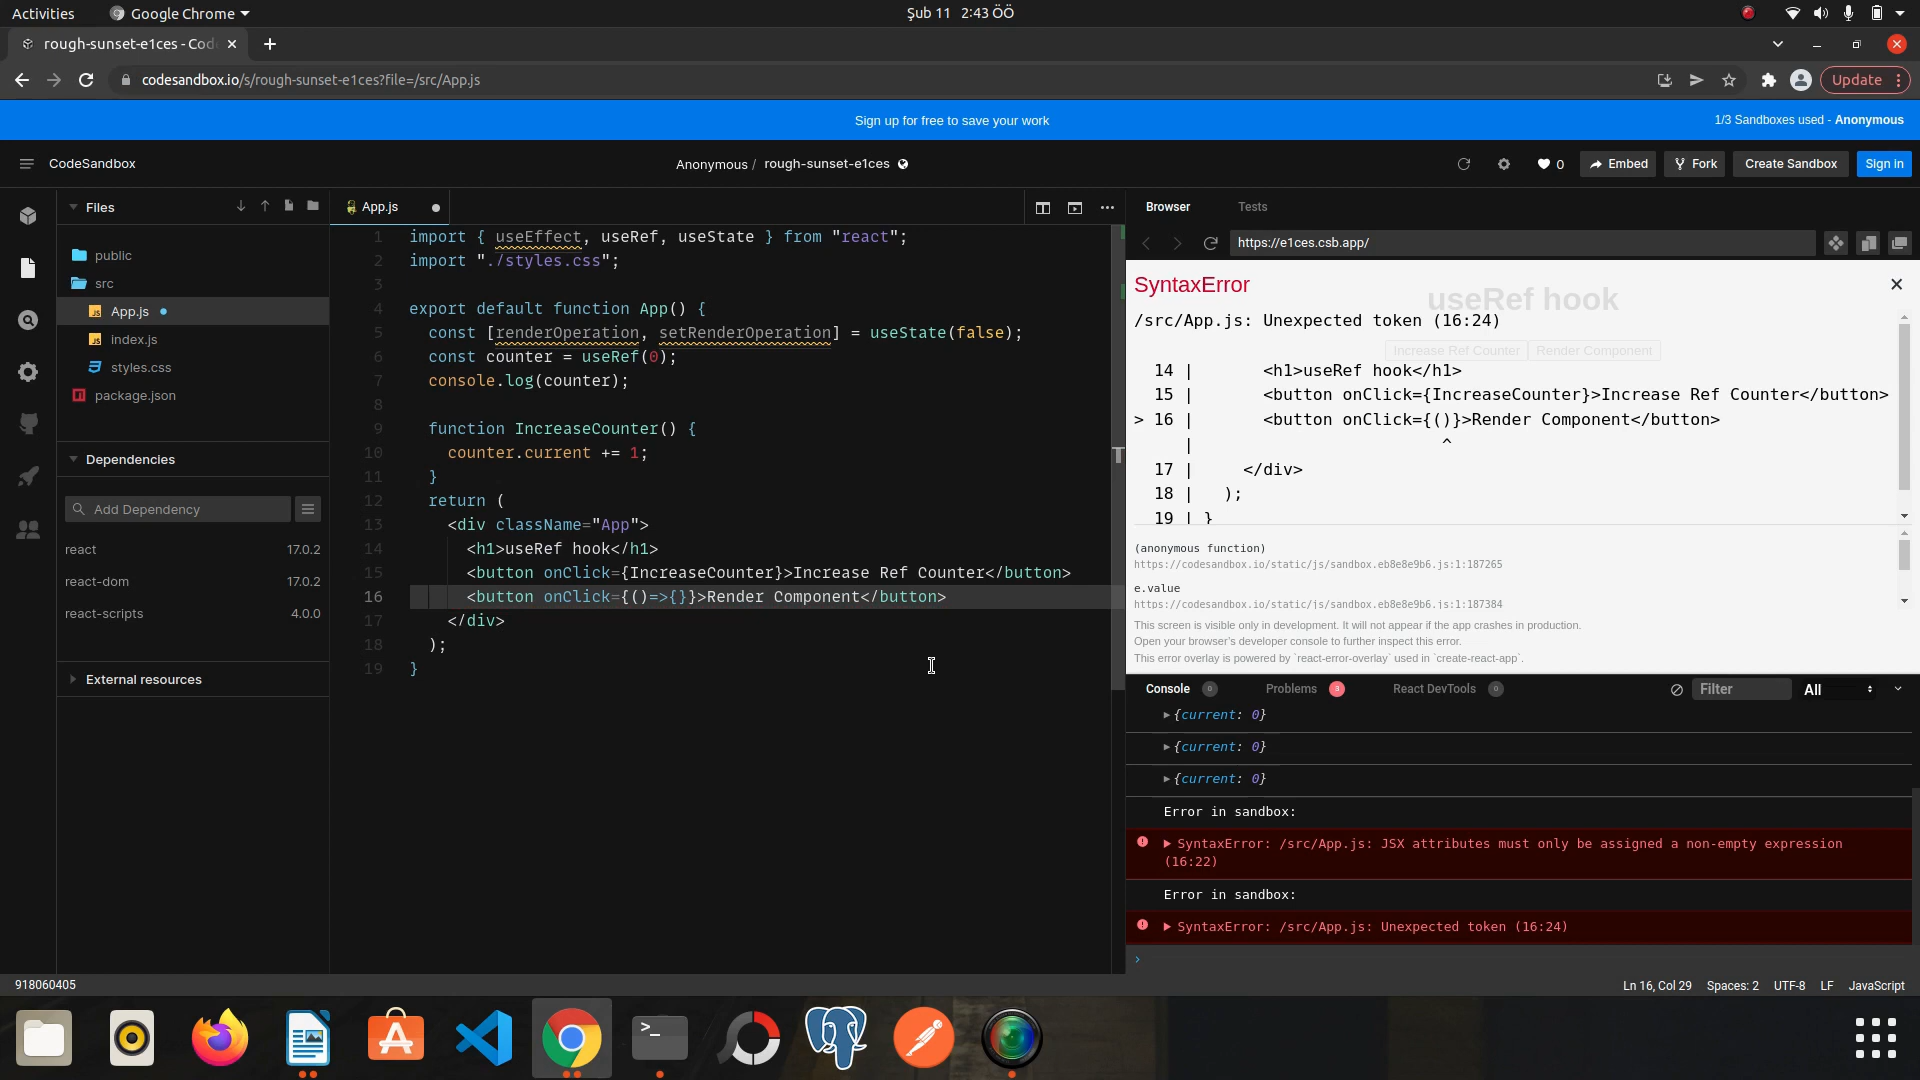 Activities
Google Chrome
Şub 11 2:43 ÖÖ
rough-sunset-e1ces - Cod
codesandbox.io/s/rough-sunset-e1ces?file=/src/App.js
Update
Sign up for free to save your work
1/3 Sandboxes used - Anonymous
CodeSandbox
Anonymous / rough-sunset-e1ces
0
Embed
Fork
Create Sandbox
Sign in
Files
public
src
App.js
index.js
styles.css
package.json
Dependencies
Add Dependency
react 17.0.2
react-dom 17.0.2
react-scripts 4.0.0
External resources
App.js
1 import { useEffect, useRef, useState } from "react";
2 import "./styles.css";
3
4 export default function App() {
5 const [renderOperation, setRenderOperation] = useState(false);
6 const counter = useRef(0);
7 console.log(counter);
8
9 function IncreaseCounter() {
10 counter.current += 1;
11 }
12 return (
13 <div className="App">
14 <h1>useRef hook</h1>
15 <button onClick={IncreaseCounter}>Increase Ref Counter</button>
16 <button onClick={()=>{}}>Render Component</button>
17 </div>
18 );
19 }
Browser
Tests
https://e1ces.csb.app/
SyntaxError
useRef hook
/src/App.js: Unexpected token (16:24)
Increase Ref Counter Render Component
14 | <h1>useRef hook</h1>
15 | <button onClick={IncreaseCounter}>Increase Ref Counter</button>
> 16 | <button onClick={()}>Render Component</button>
| ^
17 | </div>
18 | );
19 | }
(anonymous function)
https://codesandbox.io/static/js/sandbox.eb8e8e9b6.js:1:187265
e.value
https://codesandbox.io/static/js/sandbox.eb8e8e9b6.js:1:187384
This screen is visible only in development. It will not appear if the app crashes in production.
Open your browser's developer console to further inspect this error.
This error overlay is powered by `react-error-overlay` used in `create-react-app`.
Console 0
Problems 3
React DevTools 0
Filter
All
{current: 0}
{current: 0}
{current: 0}
Error in sandbox:
SyntaxError: /src/App.js: JSX attributes must only be assigned a non-empty expression
(16:22)
Error in sandbox:
SyntaxError: /src/App.js: Unexpected token (16:24)
918060405
Ln 16, Col 29
Spaces: 2
UTF-8
LF
JavaScript